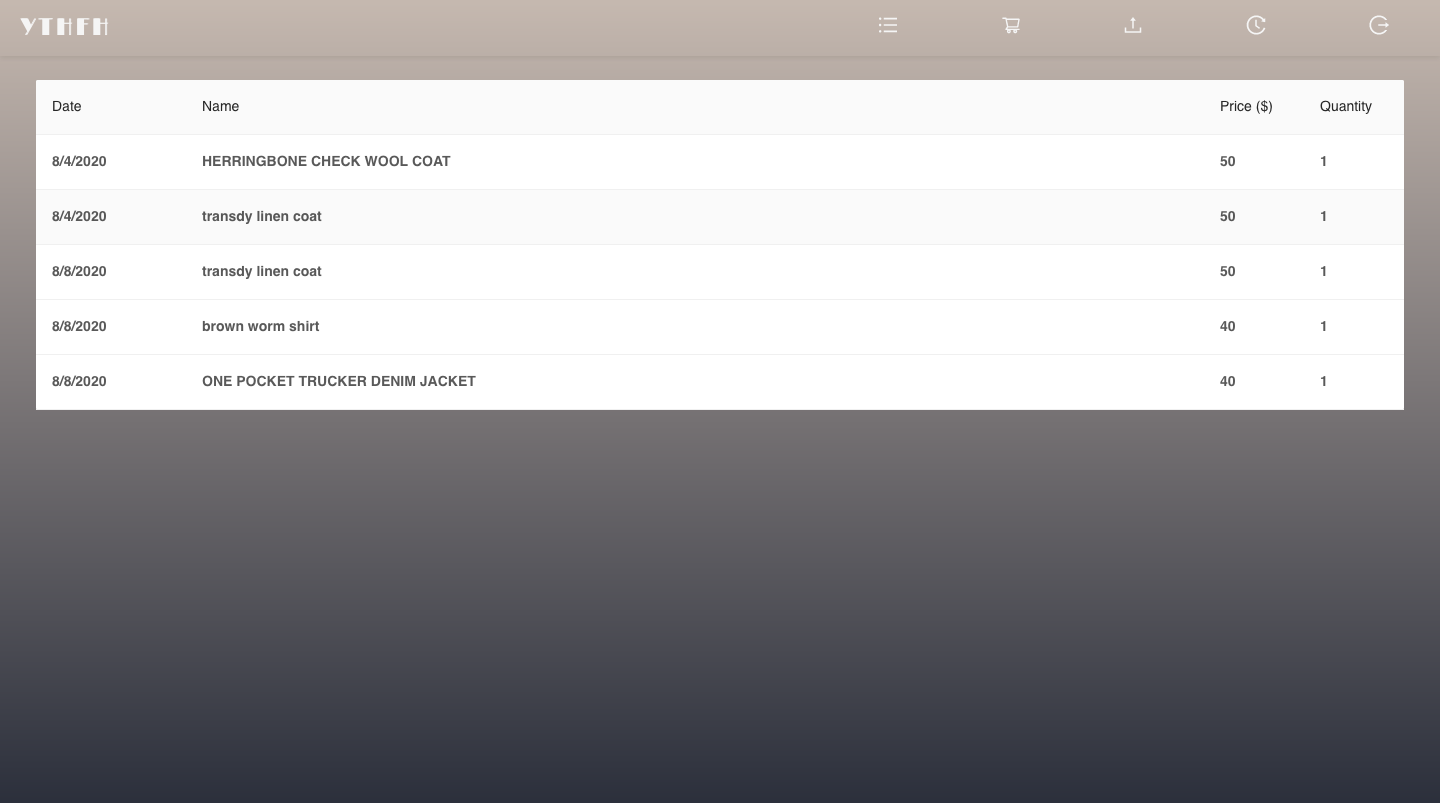 YTHFH
Date Name Price ($) Quantity
8/4/2020 HERRINGBONE CHECK WOOL COAT 50 1
8/4/2020 transdy linen coat 50 1
8/8/2020 transdy linen coat 50 1
8/8/2020 brown worm shirt 40 1
8/8/2020 ONE POCKET TRUCKER DENIM JACKET 40 1